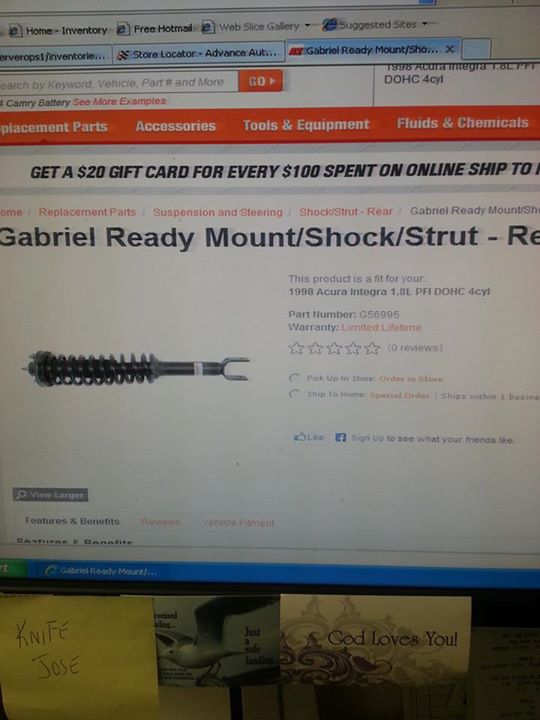 Home - Inventory Free Hotmail Web Slice Gallery Suggested Sites
erverops1/inventorie... Store Locator - Advance Aut... Gabriel Ready Mount/Sho... X
earch by Keyword, Vehicle, Part # and More GO
1998 Acura Integra 1.8L PFI
DOHC 4cyl
4 Camry Battery See More Examples
placement Parts Accessories Tools & Equipment Fluids & Chemicals
GET A $20 GIFT CARD FOR EVERY $100 SPENT ON ONLINE SHIP TO
ome / Replacement Parts / Suspension and Steering / Shock/Strut - Rear / Gabriel Ready Mount/Sh
Gabriel Ready Mount/Shock/Strut - Re
This product is a fit for your:
1998 Acura Integra 1.8L PFI DOHC 4cyl
Part Number: G56995
Warranty: Limited Lifetime
(0 reviews)
Pick Up In Store: Order in Store
Ship To Home: Special Order | Ships within 1 busine
Like Sign Up to see what your friends like.
View Larger
Features & Benefits Reviews Vehicle Fitment
Features & Benefits
rt Gabriel Ready Mount/...
KNIFE
JOSE
Just
a
safe
landing
God Loves You!